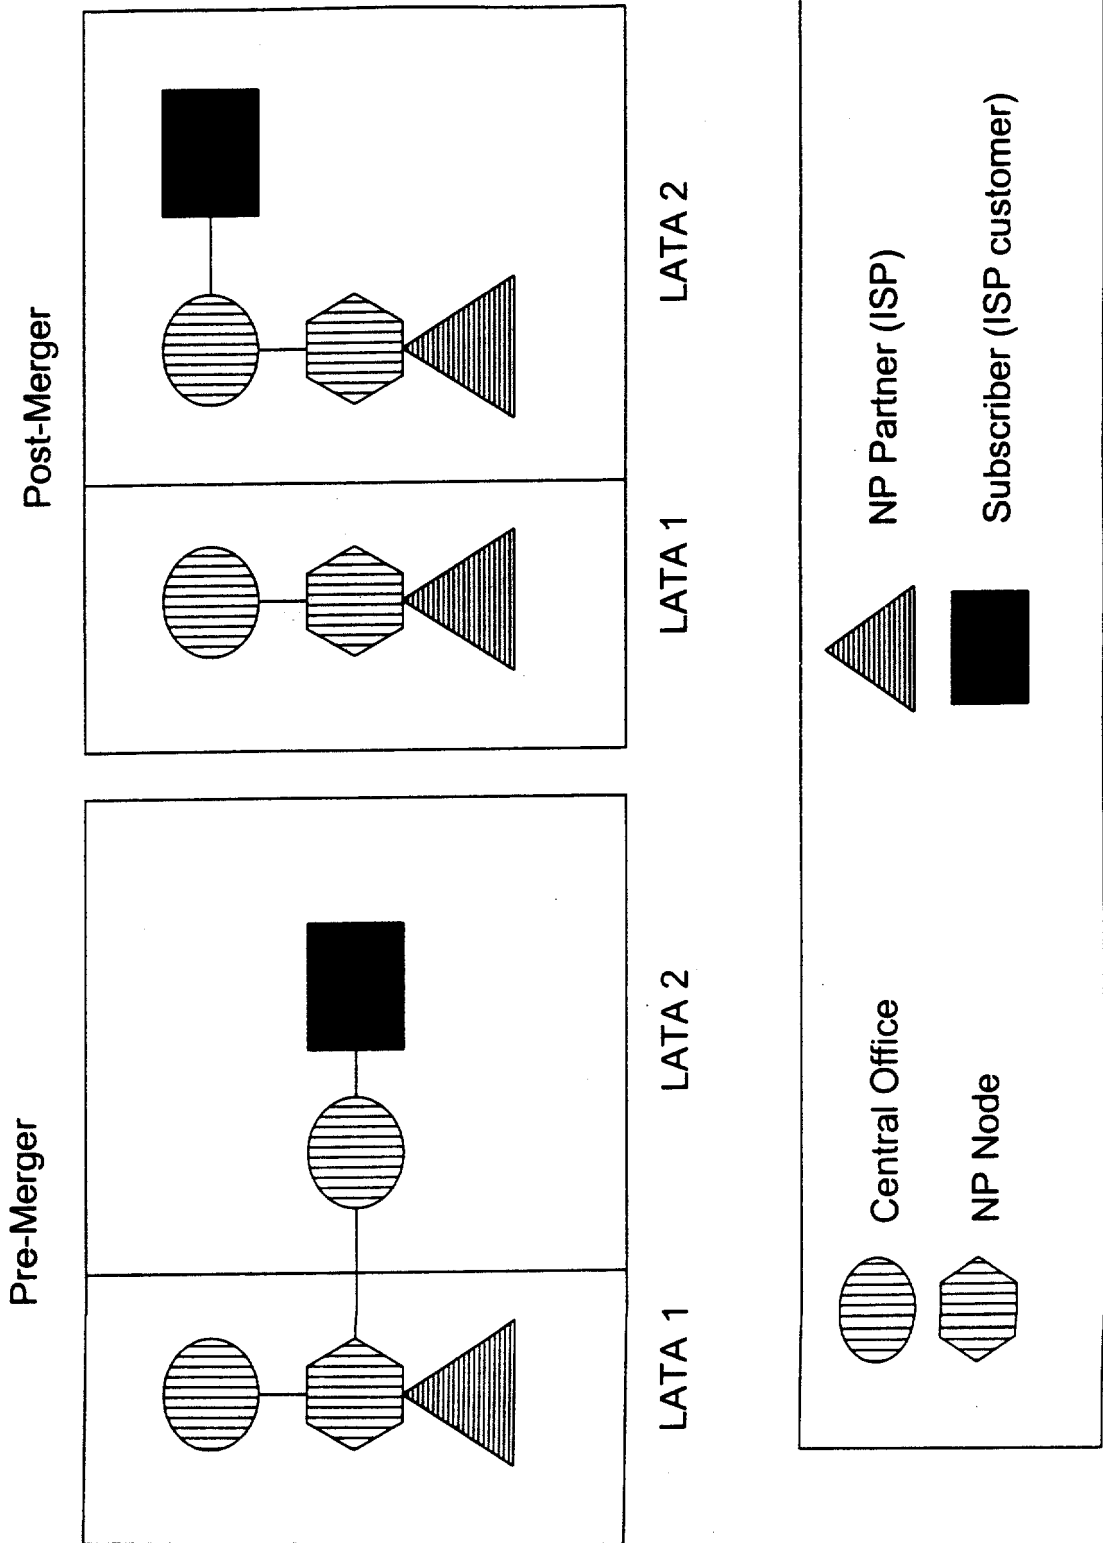 Pre-Merger
Post-Merger
LATA 1
LATA 2
LATA 1
LATA 2
Central Office
NP Partner (ISP)
NP Node
Subscriber (ISP customer)